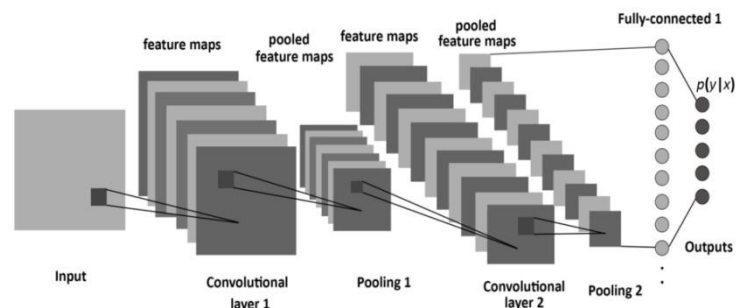 feature maps
pooled
feature maps
feature maps
pooled
feature maps
Fully-connected 1
p(y|x)
Input
Convolutional
layer 1
Pooling 1
Convolutional
layer 2
Pooling 2
Outputs